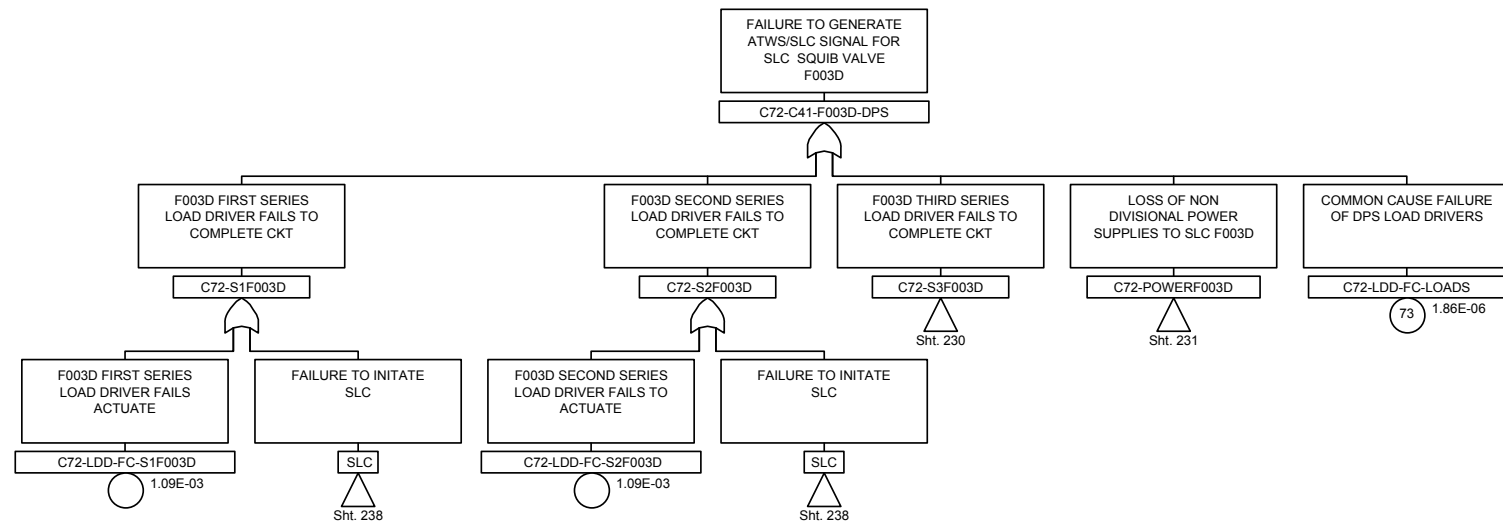 FAILURE TO GENERATE
ATWS/SLC SIGNAL FOR
SLC SQUIB VALVE
F003D
C72-C41-F003D-DPS
F003D FIRST SERIES
LOAD DRIVER FAILS TO
COMPLETE CKT
C72-S1F003D
F003D SECOND SERIES
LOAD DRIVER FAILS TO
COMPLETE CKT
C72-S2F003D
F003D THIRD SERIES
LOAD DRIVER FAILS TO
COMPLETE CKT
C72-S3F003D
Sht. 230
LOSS OF NON
DIVISIONAL POWER
SUPPLIES TO SLC F003D
C72-POWERF003D
Sht. 231
COMMON CAUSE FAILURE
OF DPS LOAD DRIVERS
C72-LDD-FC-LOADS
73 1.86E-06
F003D FIRST SERIES
LOAD DRIVER FAILS
ACTUATE
C72-LDD-FC-S1F003D
1.09E-03
FAILURE TO INITATE
SLC
SLC
Sht. 238
F003D SECOND SERIES
LOAD DRIVER FAILS TO
ACTUATE
C72-LDD-FC-S2F003D
1.09E-03
FAILURE TO INITATE
SLC
SLC
Sht. 238